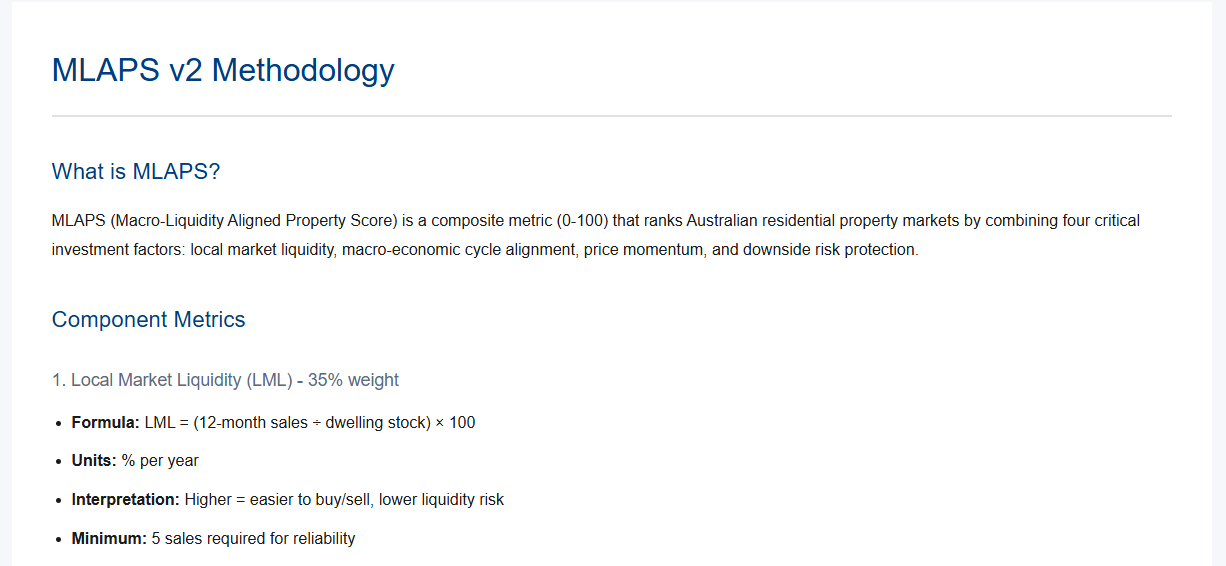 MLAPS v2 Methodology
What is MLAPS?
MLAPS (Macro-Liquidity Aligned Property Score) is a composite metric (0-100) that ranks Australian residential property markets by combining four critical
investment factors: local market liquidity, macro-economic cycle alignment, price momentum, and downside risk protection.
Component Metrics
1. Local Market Liquidity (LML) - 35% weight
• Formula: LML = (12-month sales ÷ dwelling stock) × 100
• Units: % per year
• Interpretation: Higher = easier to buy/sell, lower liquidity risk
• Minimum: 5 sales required for reliability